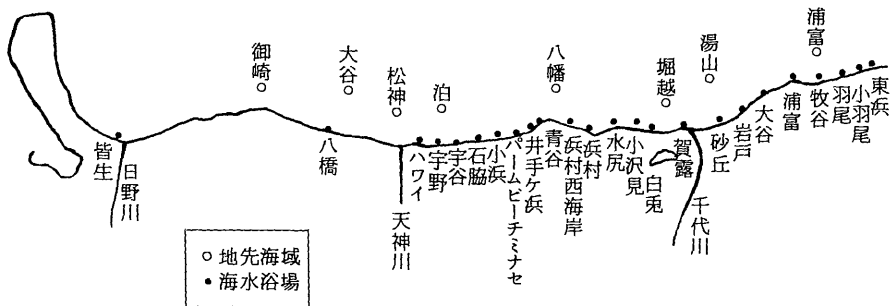 御崎
大谷
松神
泊
八幡
堀越
湯山
浦富
皆生
日野川
八橋
天神川
ハワイ
宇野
宇谷
石脇
小浜
パームビーチミナセ
井手ケ浜
青谷
浜村西海岸
浜村
水尻
小沢見
白兎
賀露
千代川
砂丘
岩戸
大谷
浦富
牧谷
羽尾
小羽尾
東浜
地先海域
海水浴場